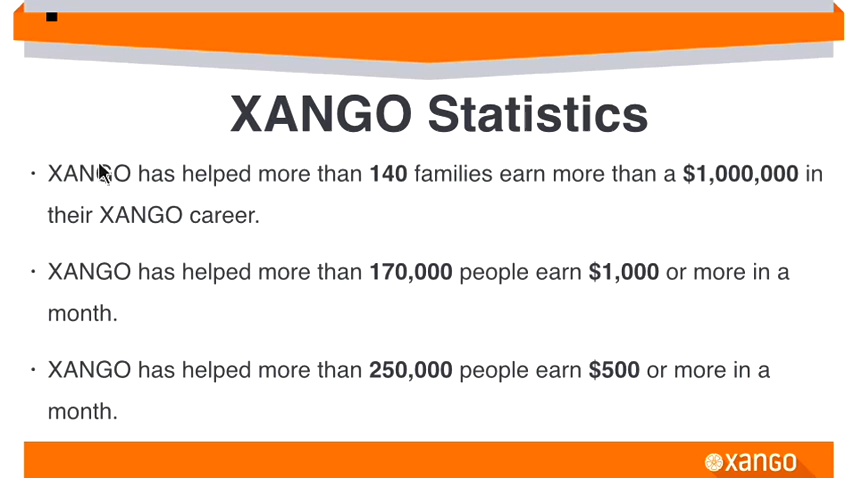 XANGO Statistics
· XANGO has helped more than 140 families earn more than a $1,000,000 in
their XANGO career.
· XANGO has helped more than 170,000 people earn $1,000 or more in a
month.
· XANGO has helped more than 250,000 people earn $500 or more in a
month.
xango